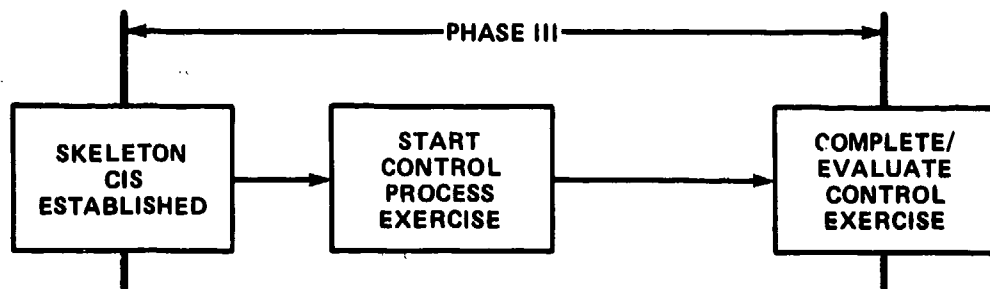 PHASE III
SKELETON
CIS
ESTABLISHED
START
CONTROL
PROCESS
EXERCISE
COMPLETE/
EVALUATE
CONTROL
EXERCISE